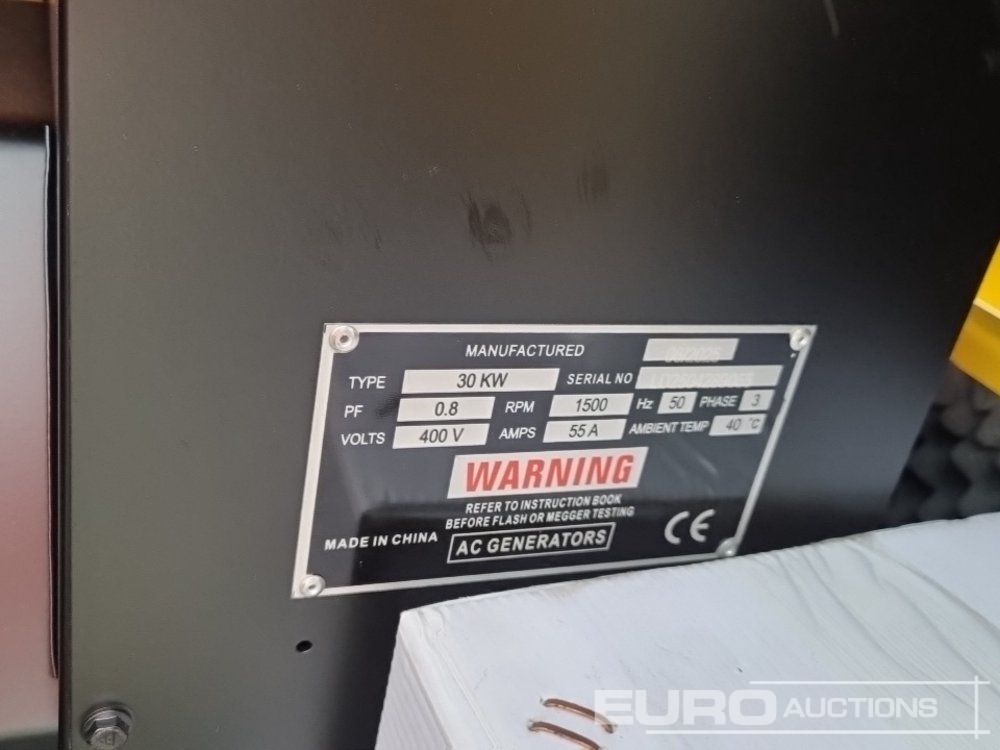 MANUFACTURED
TYPE 30 KW SERIAL NO
PF 0.8 RPM 1500 Hz 50 PHASE 3
VOLTS 400 V AMPS 55 A AMBIENT TEMP 40 °C
WARNING
REFER TO INSTRUCTION BOOK
BEFORE FLASH OR MEGGER TESTING
MADE IN CHINA AC GENERATORS CE
EURO AUCTIONS